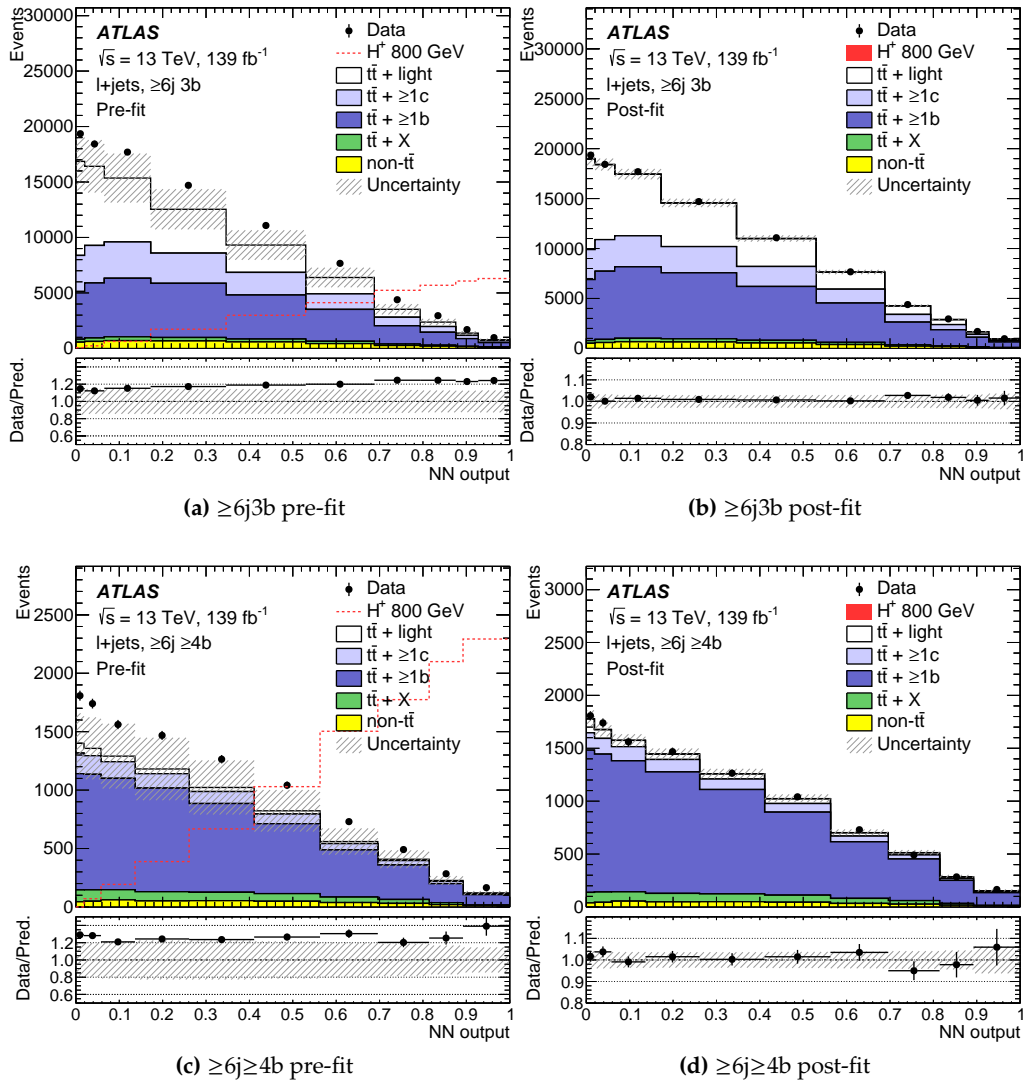 Events
30000
25000
20000
15000
10000
5000
0
ATLAS
√s = 13 TeV, 139 fb⁻¹
l+jets, ≥6j 3b
Pre-fit
Data
H⁺ 800 GeV
tt̄ + light
tt̄ + ≥1c
tt̄ + ≥1b
tt̄ + X
non-tt̄
Uncertainty
Data/Pred.
1.2
1.0
0.8
0.6
0 0.1 0.2 0.3 0.4 0.5 0.6 0.7 0.8 0.9 1
NN output
(a) ≥6j3b pre-fit
Events
30000
25000
20000
15000
10000
5000
0
ATLAS
√s = 13 TeV, 139 fb⁻¹
l+jets, ≥6j 3b
Post-fit
Data
H⁺ 800 GeV
tt̄ + light
tt̄ + ≥1c
tt̄ + ≥1b
tt̄ + X
non-tt̄
Uncertainty
Data/Pred.
1.1
1.0
0.9
0.8
0 0.1 0.2 0.3 0.4 0.5 0.6 0.7 0.8 0.9 1
NN output
(b) ≥6j3b post-fit
Events
2500
2000
1500
1000
500
0
ATLAS
√s = 13 TeV, 139 fb⁻¹
l+jets, ≥6j ≥4b
Pre-fit
Data
H⁺ 800 GeV
tt̄ + light
tt̄ + ≥1c
tt̄ + ≥1b
tt̄ + X
non-tt̄
Uncertainty
Data/Pred.
1.2
1.0
0.8
0.6
0 0.1 0.2 0.3 0.4 0.5 0.6 0.7 0.8 0.9 1
NN output
(c) ≥6j≥4b pre-fit
Events
3000
2500
2000
1500
1000
500
0
ATLAS
√s = 13 TeV, 139 fb⁻¹
l+jets, ≥6j ≥4b
Post-fit
Data
H⁺ 800 GeV
tt̄ + light
tt̄ + ≥1c
tt̄ + ≥1b
tt̄ + X
non-tt̄
Uncertainty
Data/Pred.
1.1
1.0
0.9
0.8
0 0.1 0.2 0.3 0.4 0.5 0.6 0.7 0.8 0.9 1
NN output
(d) ≥6j≥4b post-fit